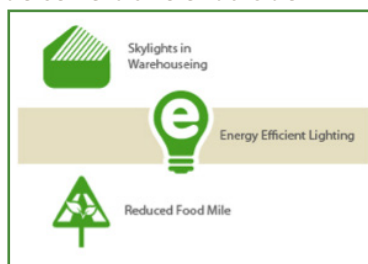 Skylights in
Warehouseing
e
Energy Efficient Lighting
Reduced Food Mile